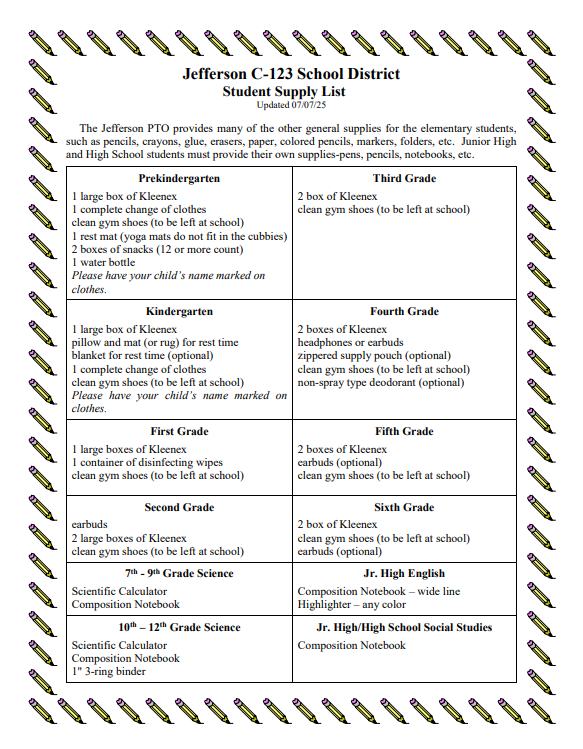 Jefferson C-123 School District
Student Supply List
Updated 07/07/25
The Jefferson PTO provides many of the other general supplies for the elementary students,
such as pencils, crayons, glue, erasers, paper, colored pencils, markers, folders, etc. Junior High
and High School students must provide their own supplies-pens, pencils, notebooks, etc.
Prekindergarten
1 large box of Kleenex
1 complete change of clothes
clean gym shoes (to be left at school)
1 rest mat (yoga mats do not fit in the cubbies)
2 boxes of snacks (12 or more count)
1 water bottle
Please have your child's name marked on
clothes.
Third Grade
2 box of Kleenex
clean gym shoes (to be left at school)
Kindergarten
1 large box of Kleenex
pillow and mat (or rug) for rest time
blanket for rest time (optional)
1 complete change of clothes
clean gym shoes (to be left at school)
Please have your child's name marked on
clothes.
Fourth Grade
2 boxes of Kleenex
headphones or earbuds
zippered supply pouch (optional)
clean gym shoes (to be left at school)
non-spray type deodorant (optional)
First Grade
1 large boxes of Kleenex
1 container of disinfecting wipes
clean gym shoes (to be left at school)
Fifth Grade
2 boxes of Kleenex
earbuds (optional)
clean gym shoes (to be left at school)
Second Grade
earbuds
2 large boxes of Kleenex
clean gym shoes (to be left at school)
Sixth Grade
2 box of Kleenex
clean gym shoes (to be left at school)
earbuds (optional)
7th - 9th Grade Science
Scientific Calculator
Composition Notebook
Jr. High English
Composition Notebook – wide line
Highlighter – any color
10th – 12th Grade Science
Scientific Calculator
Composition Notebook
1" 3-ring binder
Jr. High/High School Social Studies
Composition Notebook